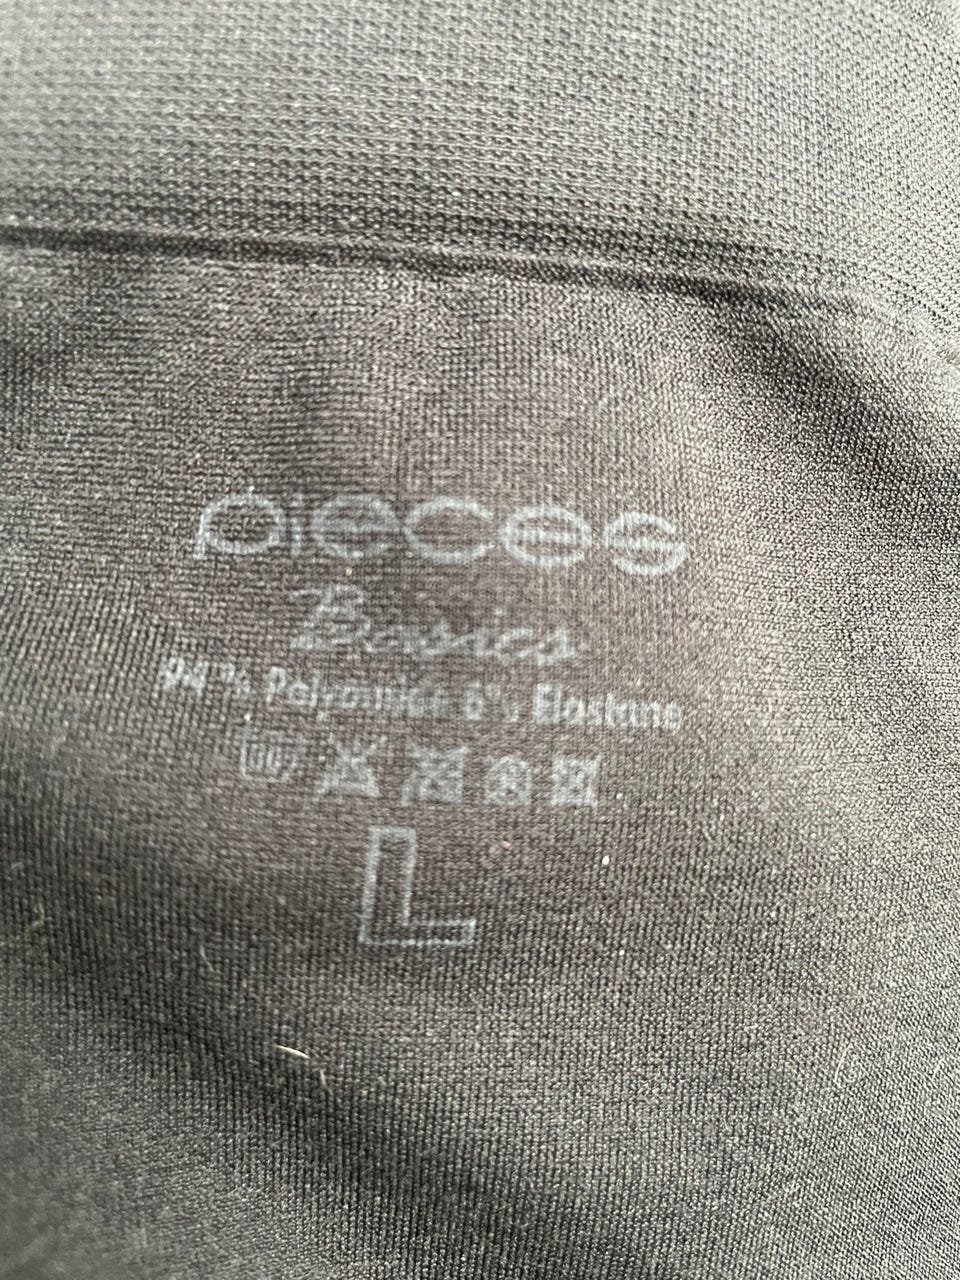 pieces
Basics
94% Polyamide 6% Elastane
L